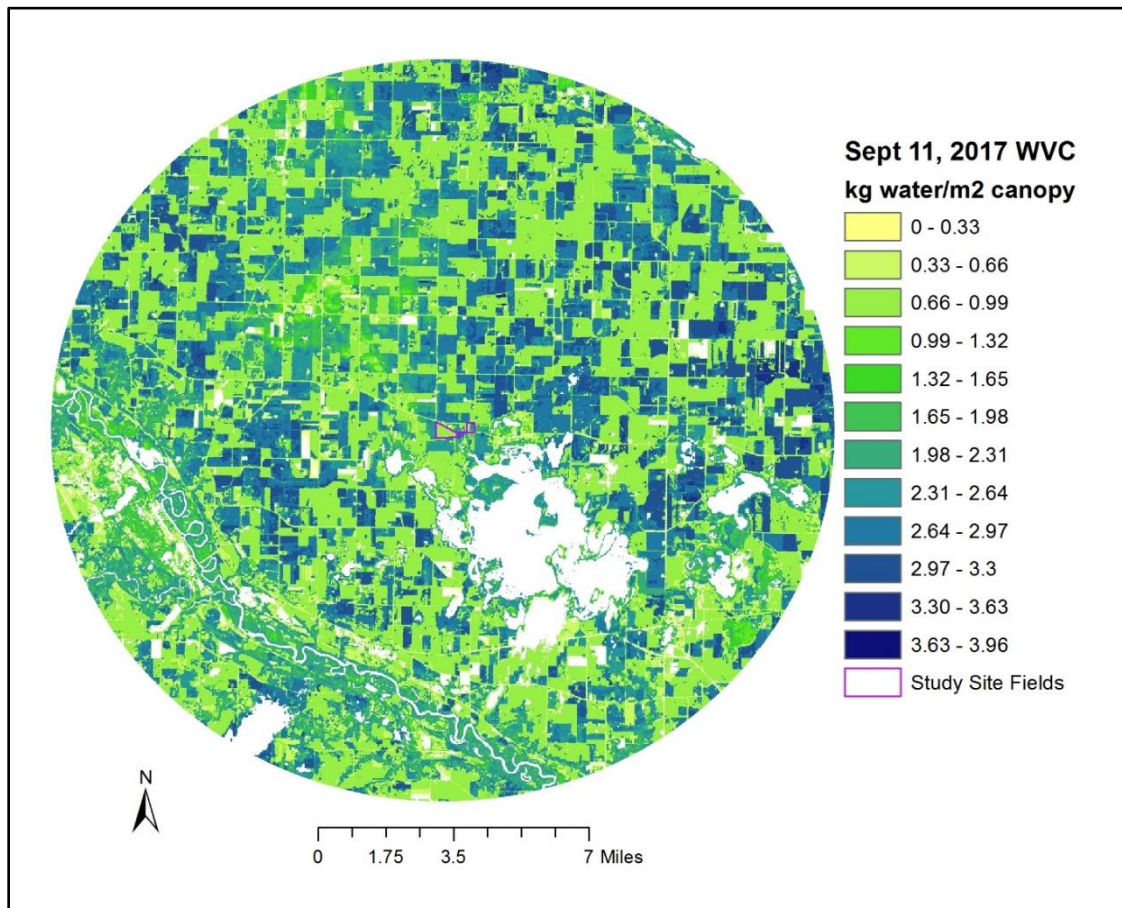 Sept 11, 2017 WVC
kg water/m2 canopy
0 - 0.33
0.33 - 0.66
0.66 - 0.99
0.99 - 1.32
1.32 - 1.65
1.65 - 1.98
1.98 - 2.31
2.31 - 2.64
2.64 - 2.97
2.97 - 3.3
3.30 - 3.63
3.63 - 3.96
Study Site Fields
N
0 1.75 3.5 7 Miles